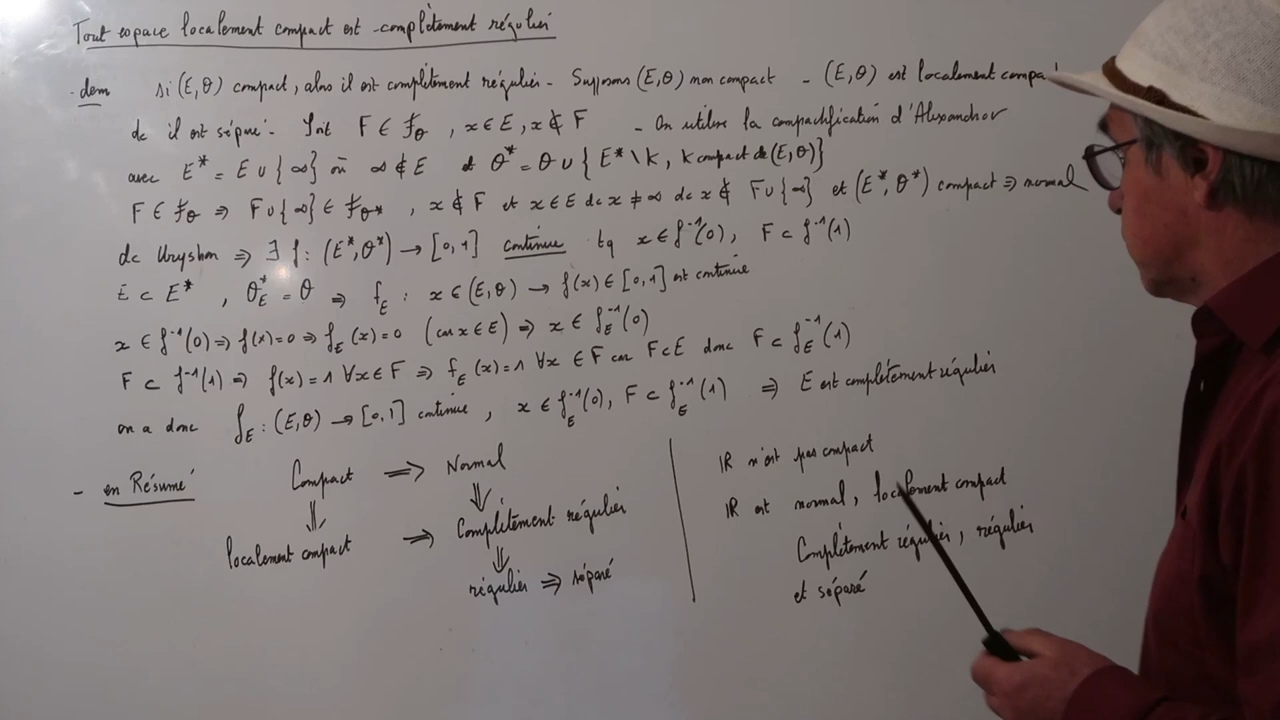 Tout espace localement compact est complètement régulier
- dem si (E,θ) compact, alors il est complètement régulier - Supposons (E,θ) non compact - (E,θ) est localement compa
dc il est séparé. Soit F ∈ ℱ_θ , x ∈ E, x ∉ F - On utilise la compactification d'Alexandrov
avec E* = E ∪ {∞} où ∞ ∉ E et θ* = θ ∪ { E* \ K, K compact de (E,θ)}
F ∈ ℱ_θ ⇒ F ∪ {∞} ∈ ℱ_θ* , x ∉ F et x ∈ E dc x ≠ ∞ dc x ∉ F ∪ {∞} et (E*,θ*) compact ⇒ normal
dc Urysohn ⇒ ∃ f : (E*,θ*) → [0,1] continue tq x ∈ f⁻¹(0), F ⊂ f⁻¹(1)
E ⊂ E* , θ*_E = θ ⇒ f_E : x ∈ (E,θ) → f(x) ∈ [0,1] est continue
x ∈ f⁻¹(0) ⇒ f(x)=0 ⇒ f_E(x)=0 (car x ∈ E) ⇒ x ∈ f_E⁻¹(0)
F ⊂ f⁻¹(1) ⇒ f(x)=1 ∀x ∈ F ⇒ f_E(x)=1 ∀x ∈ F car F ⊂ E donc F ⊂ f_E⁻¹(1)
on a donc f_E : (E,θ) → [0,1] continue , x ∈ f_E⁻¹(0), F ⊂ f_E⁻¹(1) ⇒ E est complètement régulier
- en Résumé
Compact ⇒ Normal
⇓ ⇓
localement compact ⇒ Complètement régulier
⇓
régulier ⇒ séparé
IR n'est pas compact
IR est normal, localement compact
Complètement régulier, régulier
et séparé